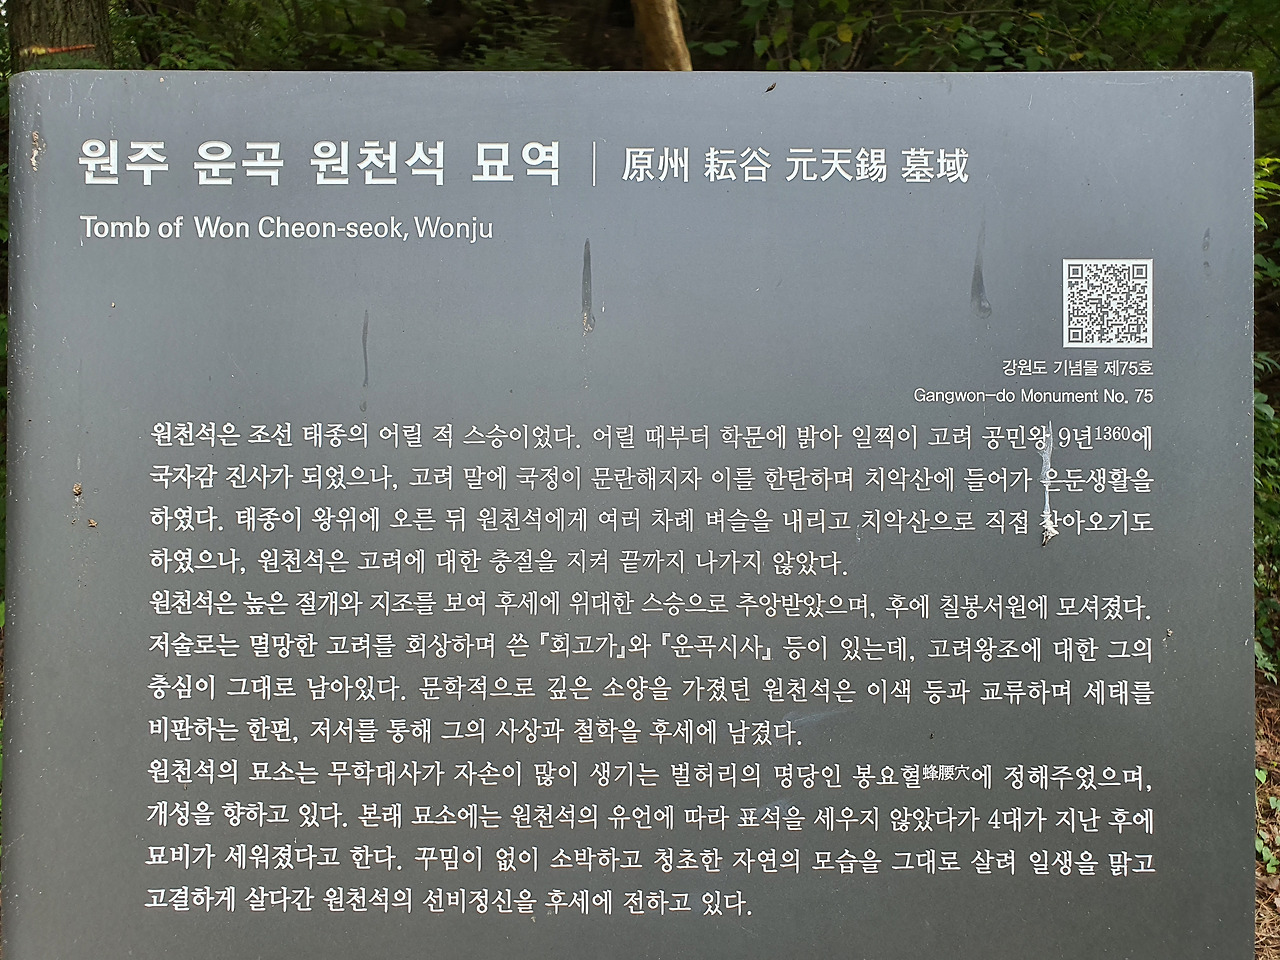 원주 운곡 원천석 묘역 | 原州 耘谷 元天錫 墓域
Tomb of Won Cheon-seok, Wonju
강원도 기념물 제75호
Gangwon-do Monument No. 75
원천석은 조선 태종의 어릴 적 스승이었다. 어릴 때부터 학문에 밝아 일찍이 고려 공민왕 9년1360에
국자감 진사가 되었으나, 고려 말에 국정이 문란해지자 이를 한탄하며 치악산에 들어가 은둔생활을
하였다. 태종이 왕위에 오른 뒤 원천석에게 여러 차례 벼슬을 내리고 치악산으로 직접 찾아오기도
하였으나, 원천석은 고려에 대한 충절을 지켜 끝까지 나가지 않았다.
원천석은 높은 절개와 지조를 보여 후세에 위대한 스승으로 추앙받았으며, 후에 칠봉서원에 모셔졌다.
저술로는 멸망한 고려를 회상하며 쓴 『회고가』와 『운곡시사』 등이 있는데, 고려왕조에 대한 그의
충심이 그대로 남아있다. 문학적으로 깊은 소양을 가졌던 원천석은 이색 등과 교류하며 세태를
비판하는 한편, 저서를 통해 그의 사상과 철학을 후세에 남겼다.
원천석의 묘소는 무학대사가 자손이 많이 생기는 벌허리의 명당인 봉요혈蜂腰穴에 정해주었으며,
개성을 향하고 있다. 본래 묘소에는 원천석의 유언에 따라 표석을 세우지 않았다가 4대가 지난 후에
묘비가 세워졌다고 한다. 꾸밈이 없이 소박하고 청초한 자연의 모습을 그대로 살려 일생을 맑고
고결하게 살다간 원천석의 선비정신을 후세에 전하고 있다.